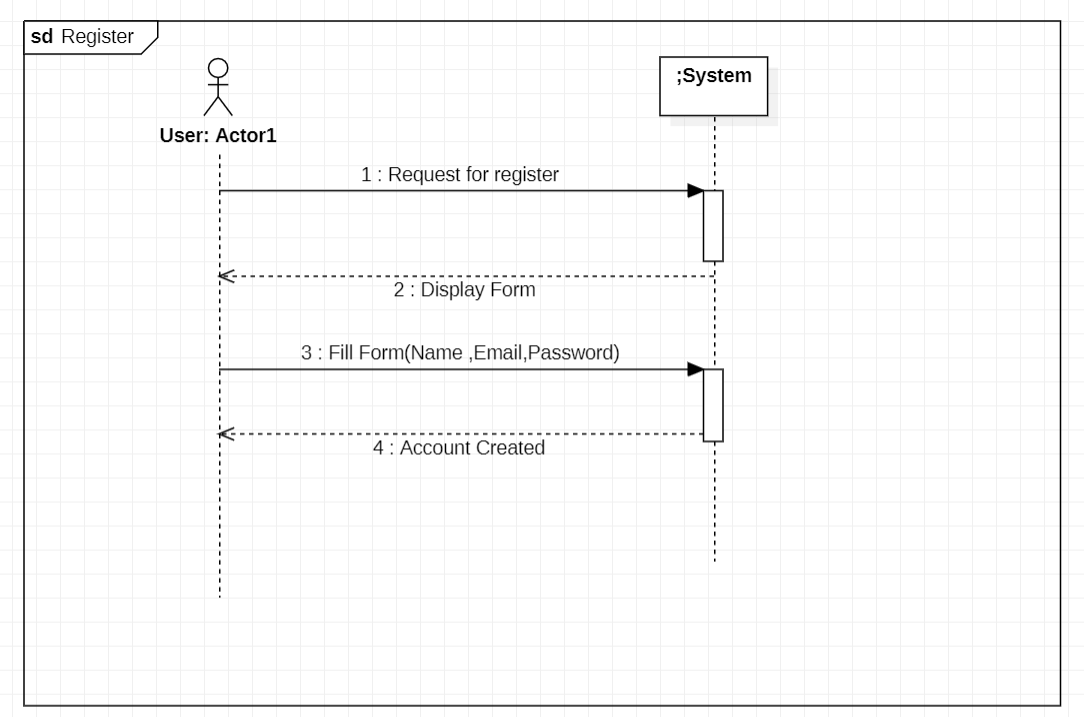 sd Register
;System
User: Actor1
1 : Request for register
2 : Display Form
3 : Fill Form(Name ,Email,Password)
4 : Account Created